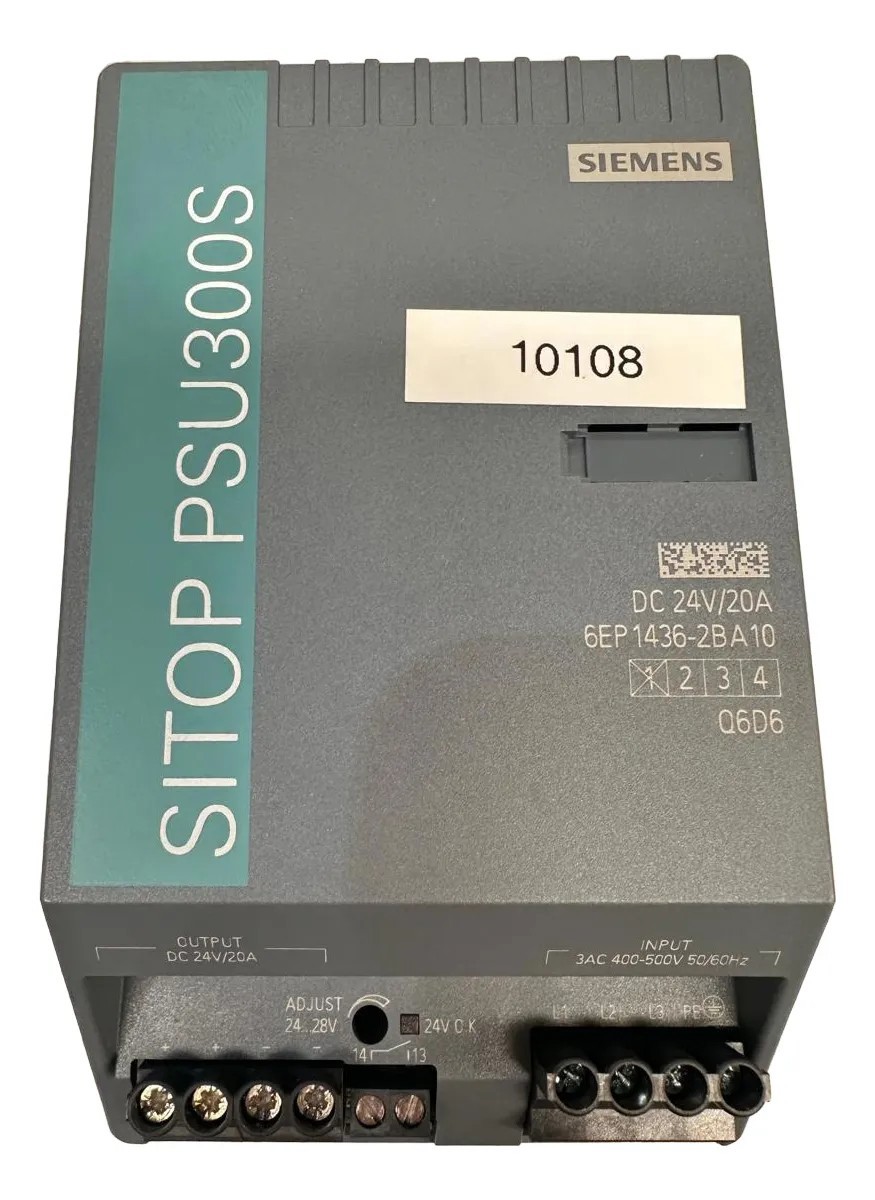 SIEMENS
SITOP PSU300S
10108
DC 24V/20A
6EP1436-2BA10
1 2 3 4
Q6D6
OUTPUT
DC 24V/20A
INPUT
3AC 400-500V 50/60Hz
ADJUST
24...28V
24V O.K
L1 L2 L3 PE
+ + - -
14 13